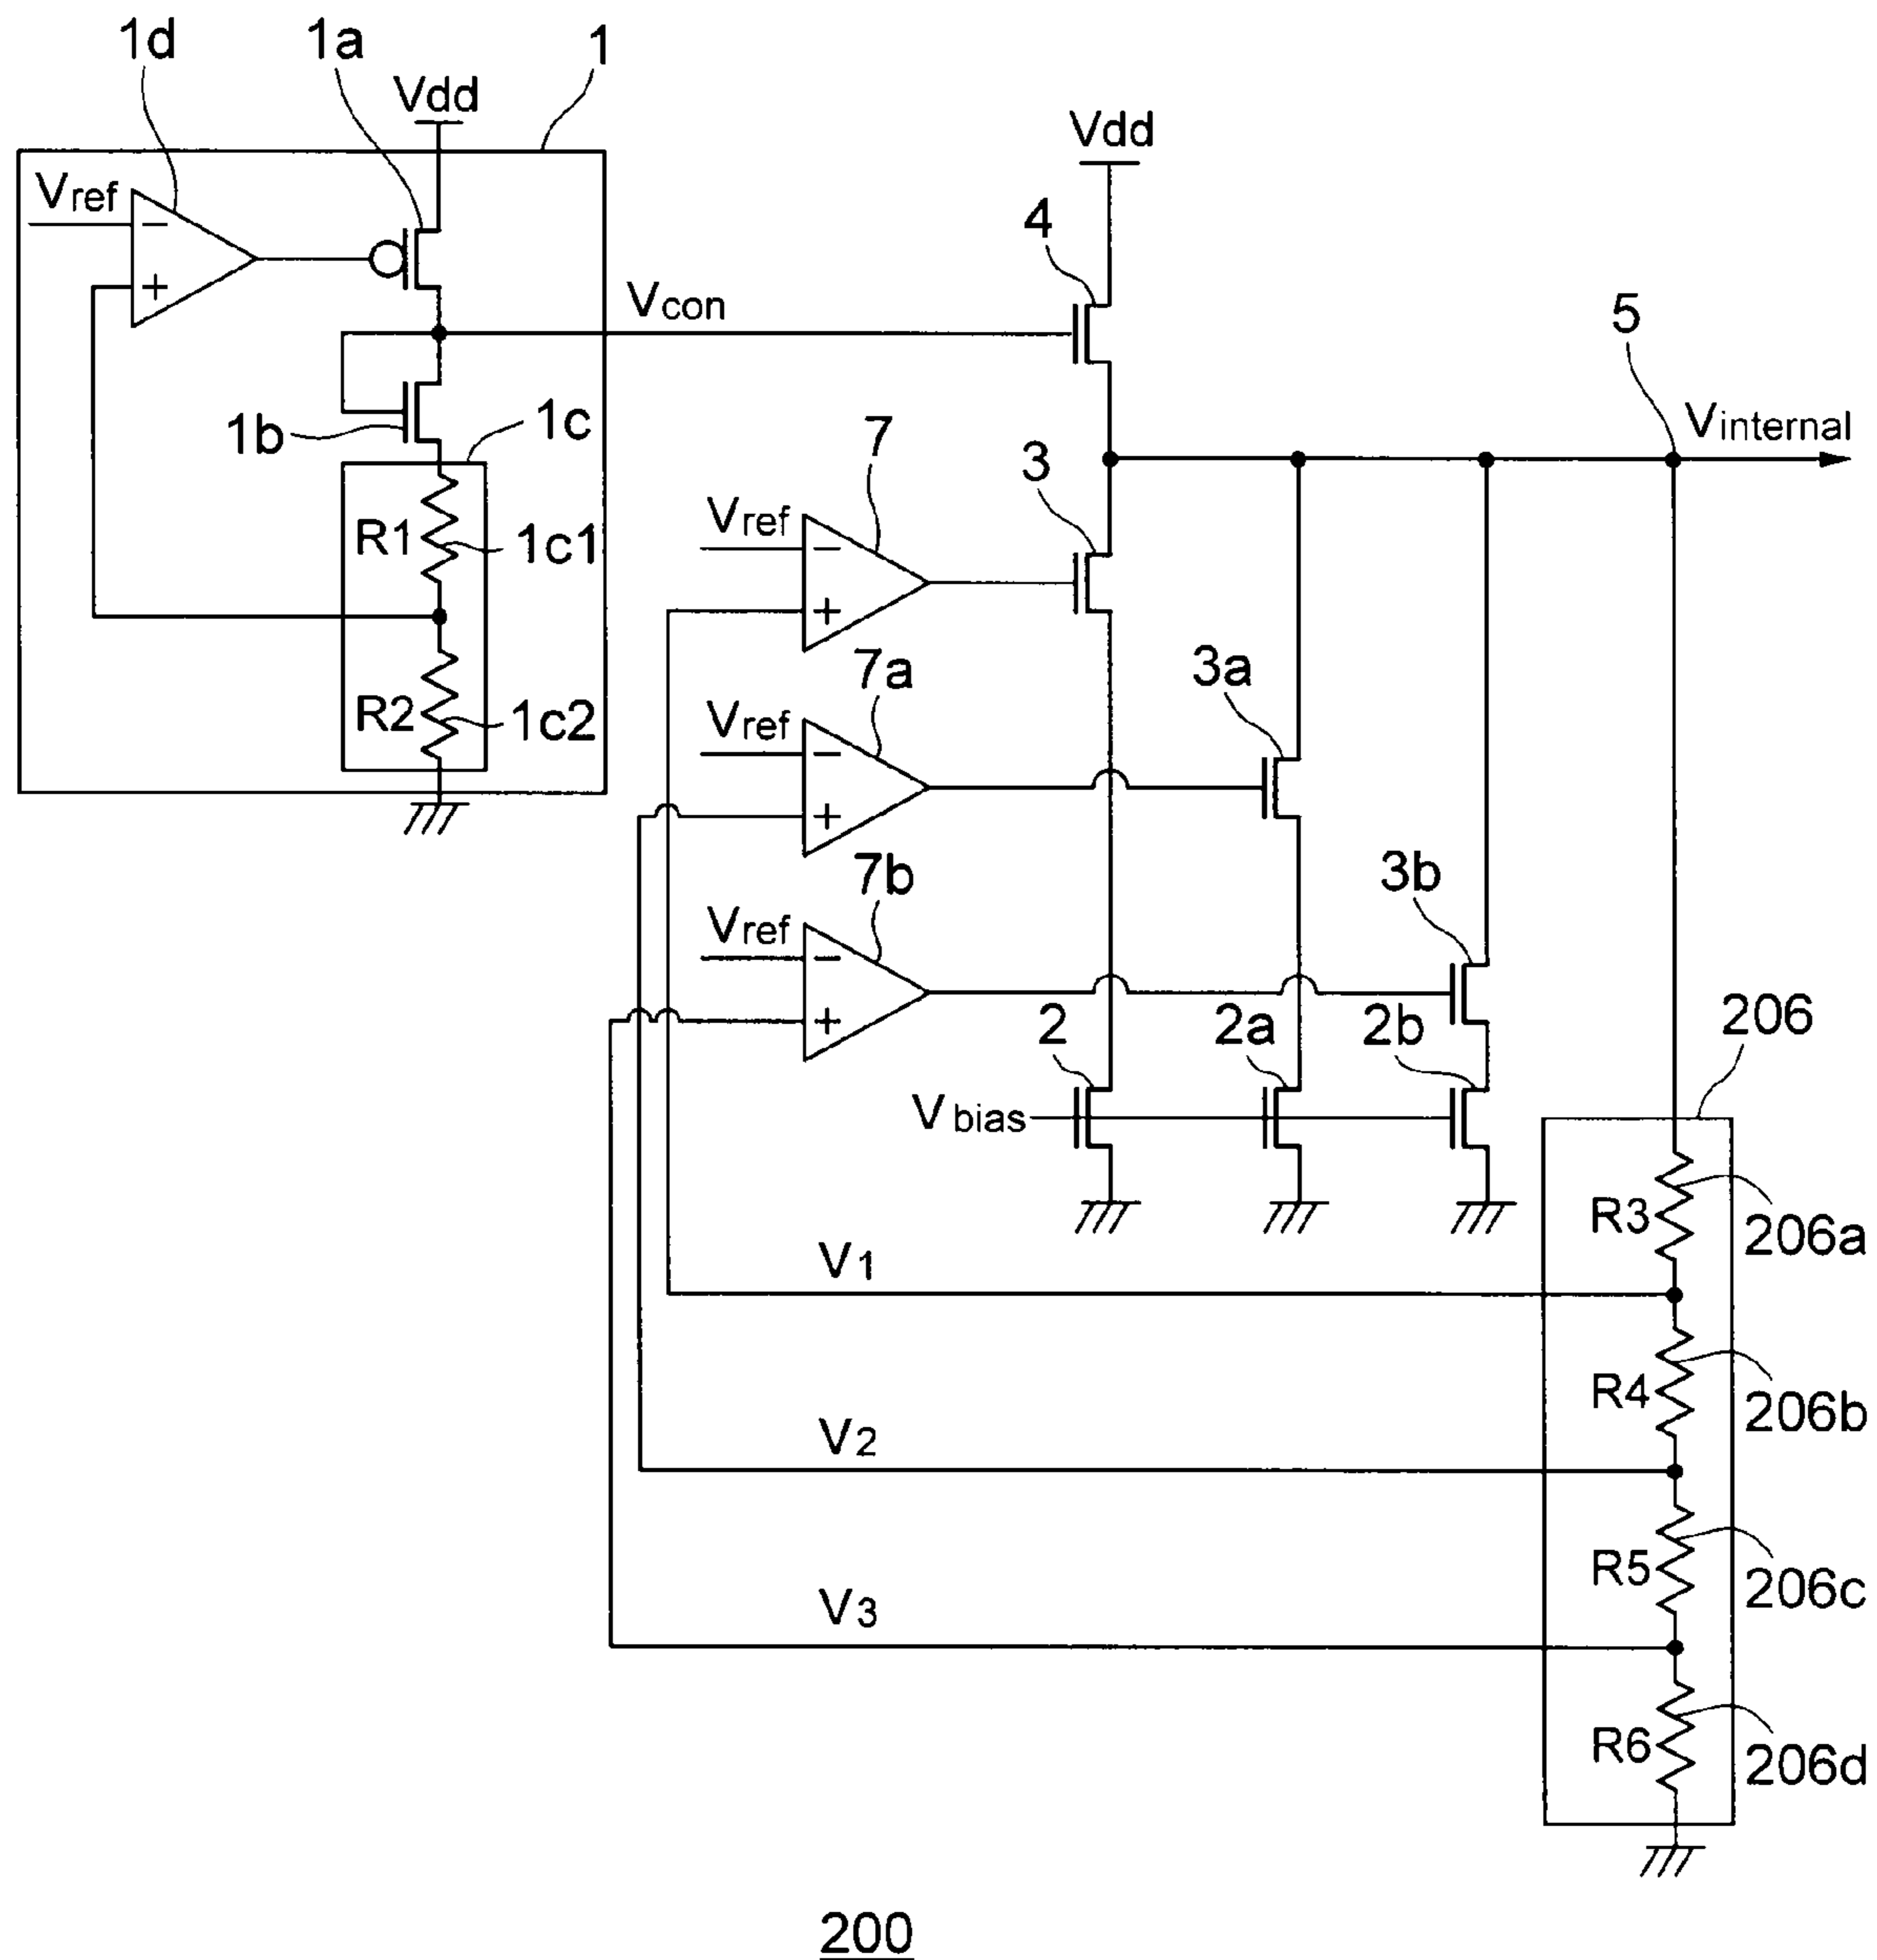 1d 1a 1
Vdd
Vdd
Vref
−
+
4
Vcon
5
Vinternal
1b
1c
7
3
R1
1c1
Vref
−
+
R2
1c2
7a
3a
Vref
−
+
7b
3b
Vref
−
+
2 2a 2b
206
Vbias
R3
206a
V1
R4
206b
V2
R5
206c
V3
R6
206d
200